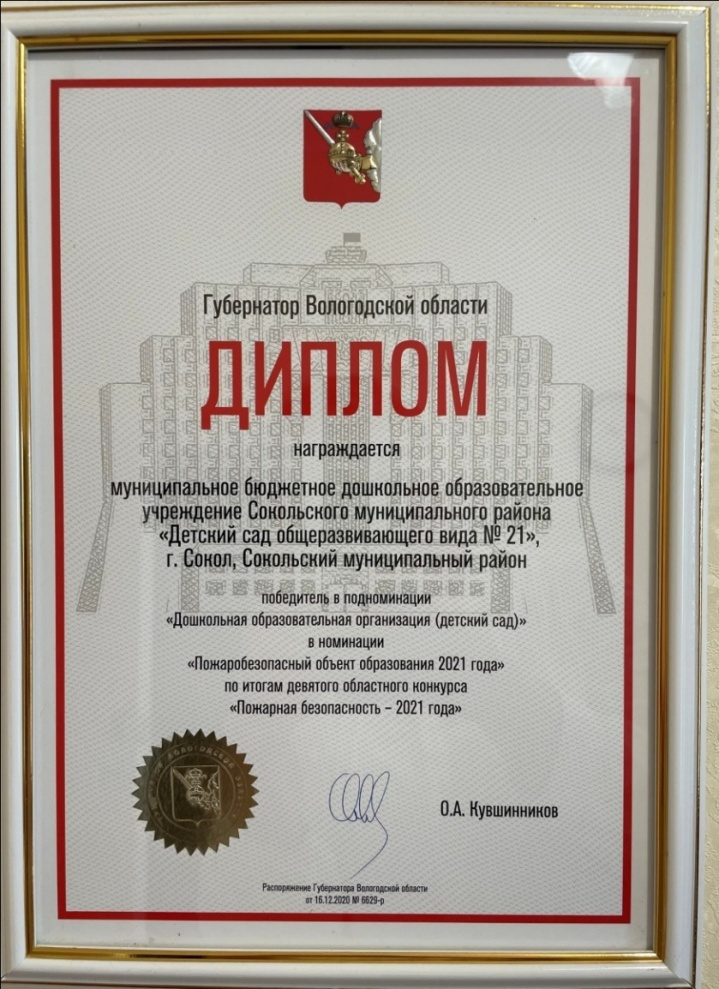 Губернатор Вологодской области
ДИПЛОМ
награждается
муниципальное бюджетное дошкольное образовательное
учреждение Сокольского муниципального района
«Детский сад общеразвивающего вида № 21»,
г. Сокол, Сокольский муниципальный район
победитель в подноминации
«Дошкольная образовательная организация (детский сад)»
в номинации
«Пожаробезопасный объект образования 2021 года»
по итогам девятого областного конкурса
«Пожарная безопасность – 2021 года»
О.А. Кувшинников
Распоряжение Губернатора Вологодской области
от 16.12.2020 № 6629-р